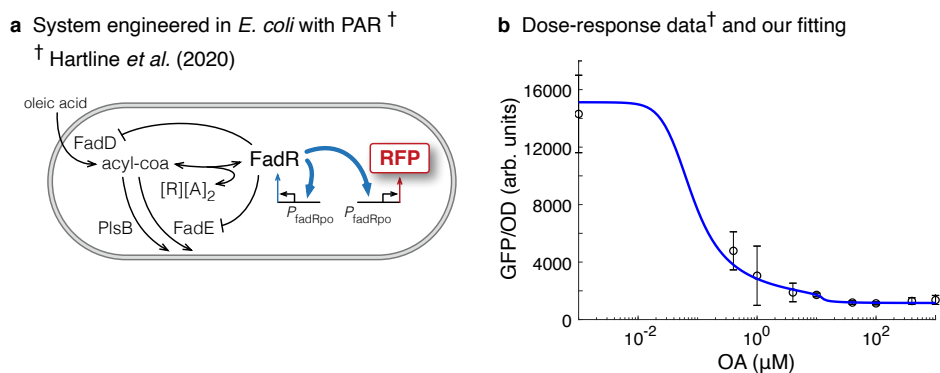 a System engineered in E. coli with PAR †
† Hartline et al. (2020)
oleic acid
FadD
acyl-coa
FadR
RFP
[R][A]2
PfadRpo
PfadRpo
PlsB
FadE
b Dose-response data† and our fitting
GFP/OD (arb. units)
16000
12000
8000
4000
0
10-2
100
102
OA (μM)